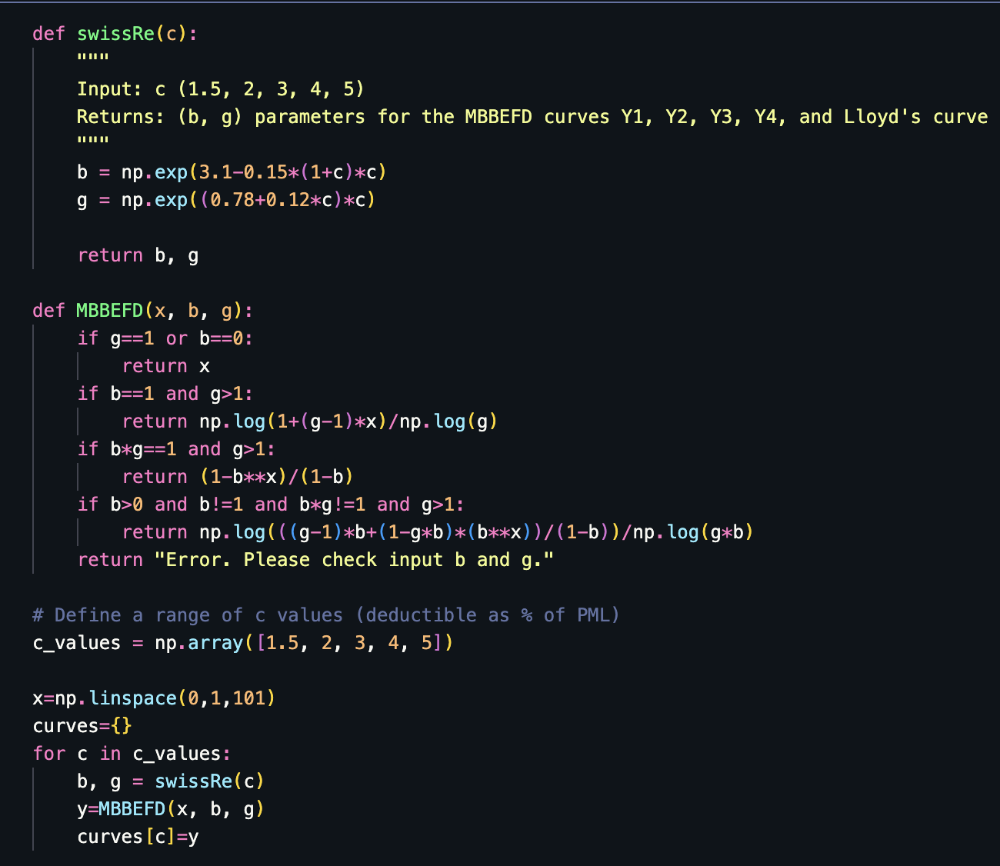 def swissRe(c):
    """
    Input: c (1.5, 2, 3, 4, 5)
    Returns: (b, g) parameters for the MBBEFD curves Y1, Y2, Y3, Y4, and Lloyd's curve
    """
    b = np.exp(3.1-0.15*(1+c)*c)
    g = np.exp((0.78+0.12*c)*c)

    return b, g

def MBBEFD(x, b, g):
    if g==1 or b==0:
        return x
    if b==1 and g>1:
        return np.log(1+(g-1)*x)/np.log(g)
    if b*g==1 and g>1:
        return (1-b**x)/(1-b)
    if b>0 and b!=1 and b*g!=1 and g>1:
        return np.log(((g-1)*b+(1-g*b)*(b**x))/(1-b))/np.log(g*b)
    return "Error. Please check input b and g."

# Define a range of c values (deductible as % of PML)
c_values = np.array([1.5, 2, 3, 4, 5])

x=np.linspace(0,1,101)
curves={}
for c in c_values:
    b, g = swissRe(c)
    y=MBBEFD(x, b, g)
    curves[c]=y